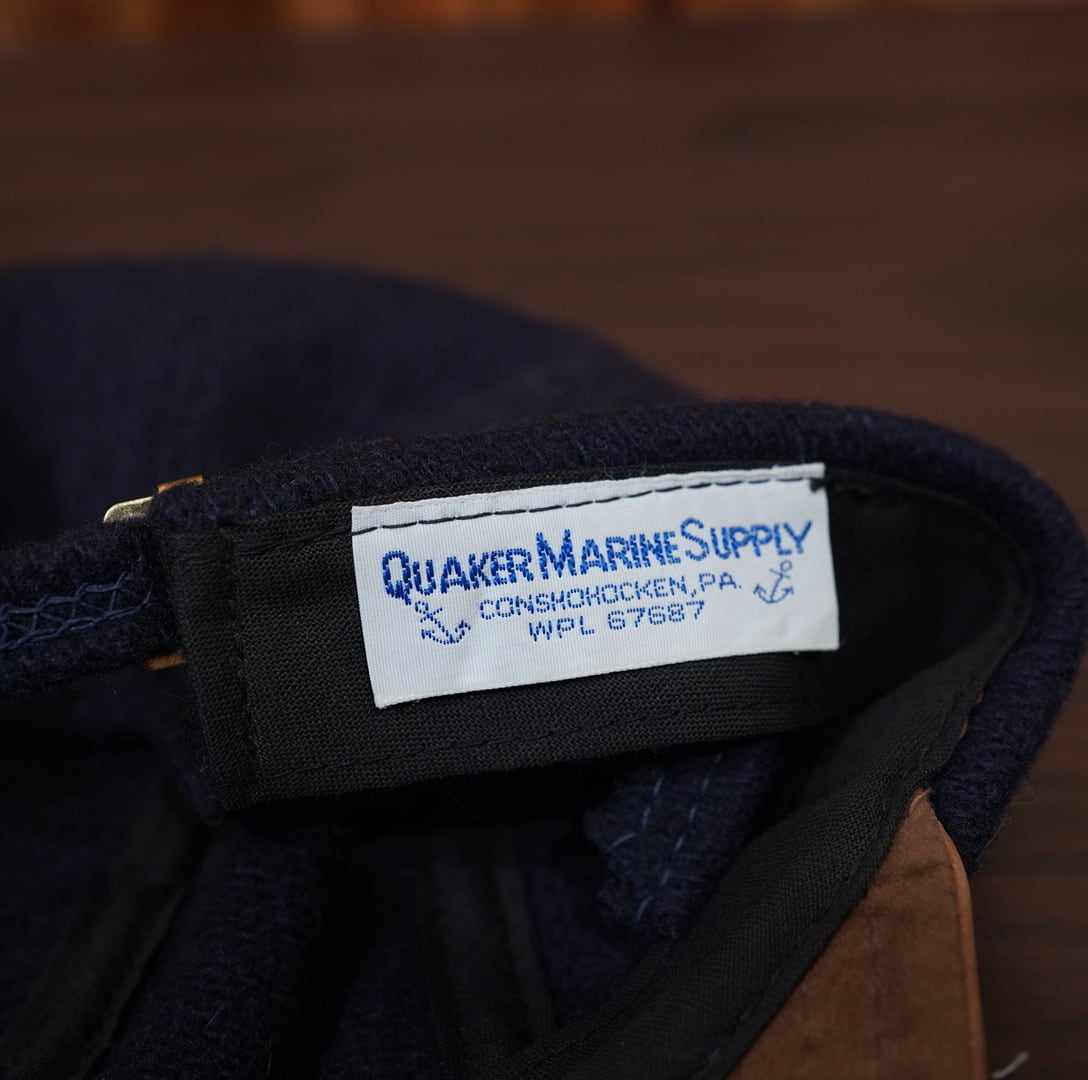 QUAKER MARINE SUPPLY
CONSHOHOCKEN, PA.
WPL 67687